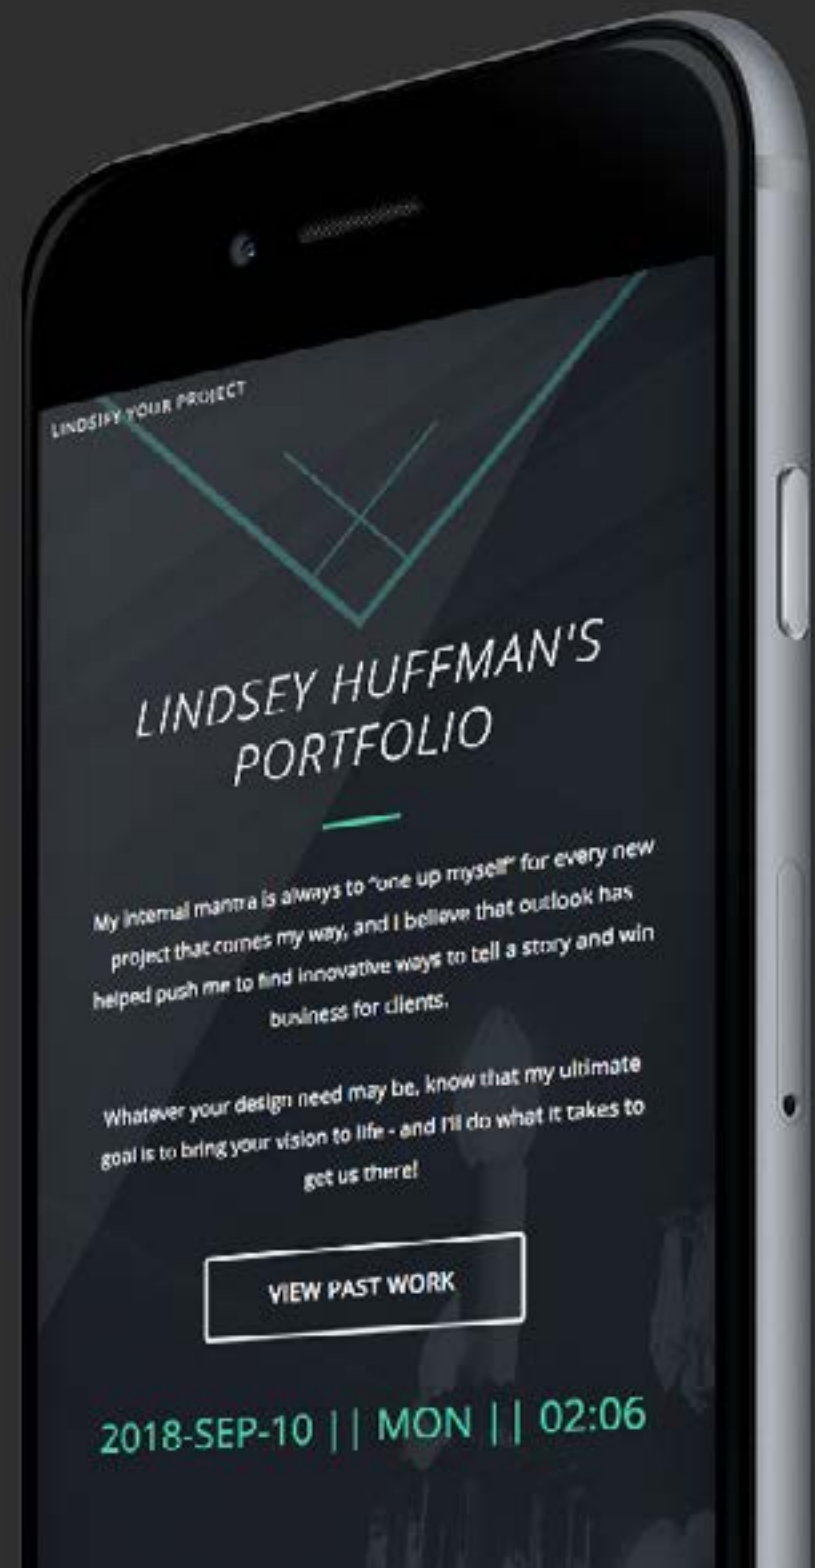 LINDSIFY YOUR PROJECT
LINDSEY HUFFMAN'S
PORTFOLIO
My internal mantra is always to "one up myself" for every new
project that comes my way, and I believe that outlook has
helped push me to find innovative ways to tell a story and win
business for clients.
Whatever your design need may be, know that my ultimate
goal is to bring your vision to life - and I'll do what it takes to
get us there!
VIEW PAST WORK
2018-SEP-10 || MON || 02:06